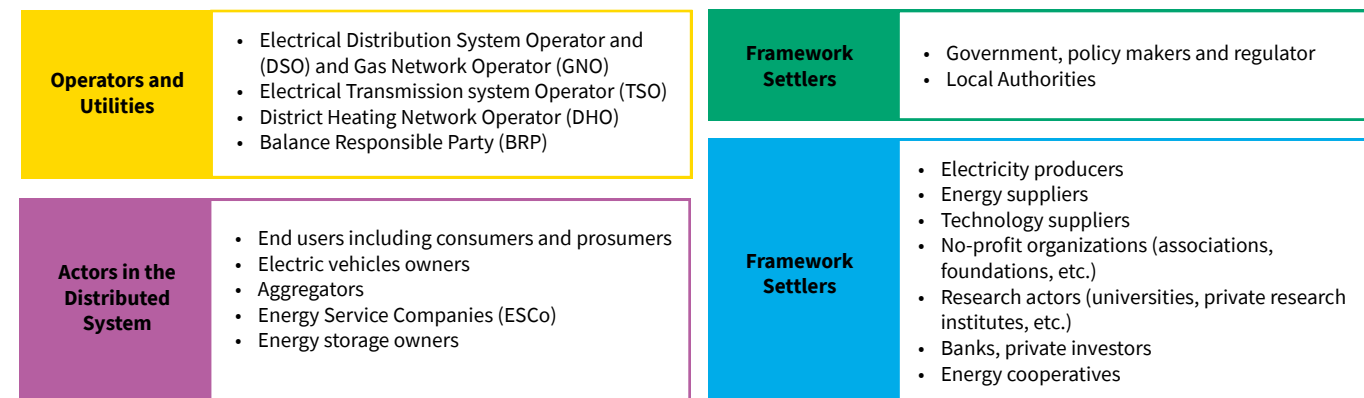 Operators and
Utilities
• Electrical Distribution System Operator and
(DSO) and Gas Network Operator (GNO)
• Electrical Transmission system Operator (TSO)
• District Heating Network Operator (DHO)
• Balance Responsible Party (BRP)
Framework
Settlers
• Government, policy makers and regulator
• Local Authorities
Actors in the
Distributed
System
• End users including consumers and prosumers
• Electric vehicles owners
• Aggregators
• Energy Service Companies (ESCo)
• Energy storage owners
Framework
Settlers
• Electricity producers
• Energy suppliers
• Technology suppliers
• No-profit organizations (associations,
foundations, etc.)
• Research actors (universities, private research
institutes, etc.)
• Banks, private investors
• Energy cooperatives